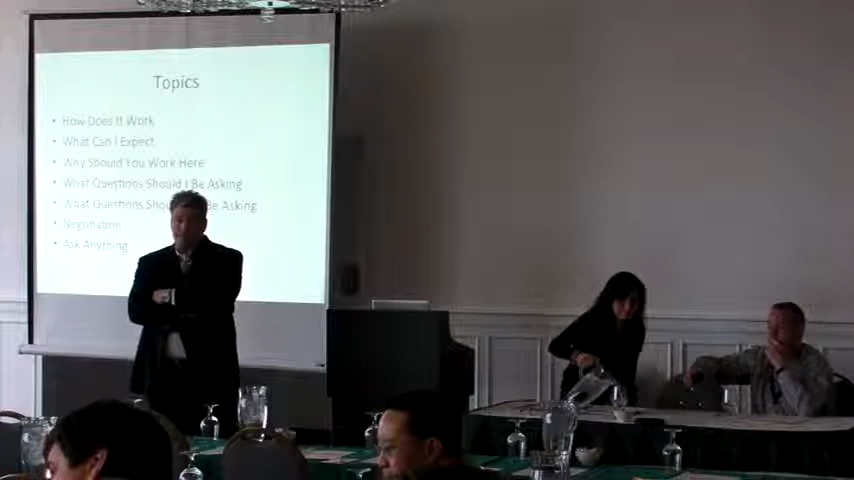 Topics
• How Does It Work
• What Can I Expect
• Why Should You Work Here
• What Questions Should I Be Asking
• What Questions Be Asking
• Negotiation
• Ask Anything